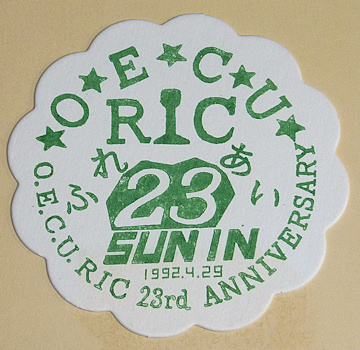 ★O★E★C★U★
RIC
ふれあい
23
SUN IN
1992.4.29
O.E.C.U. RIC 23rd ANNIVERSARY